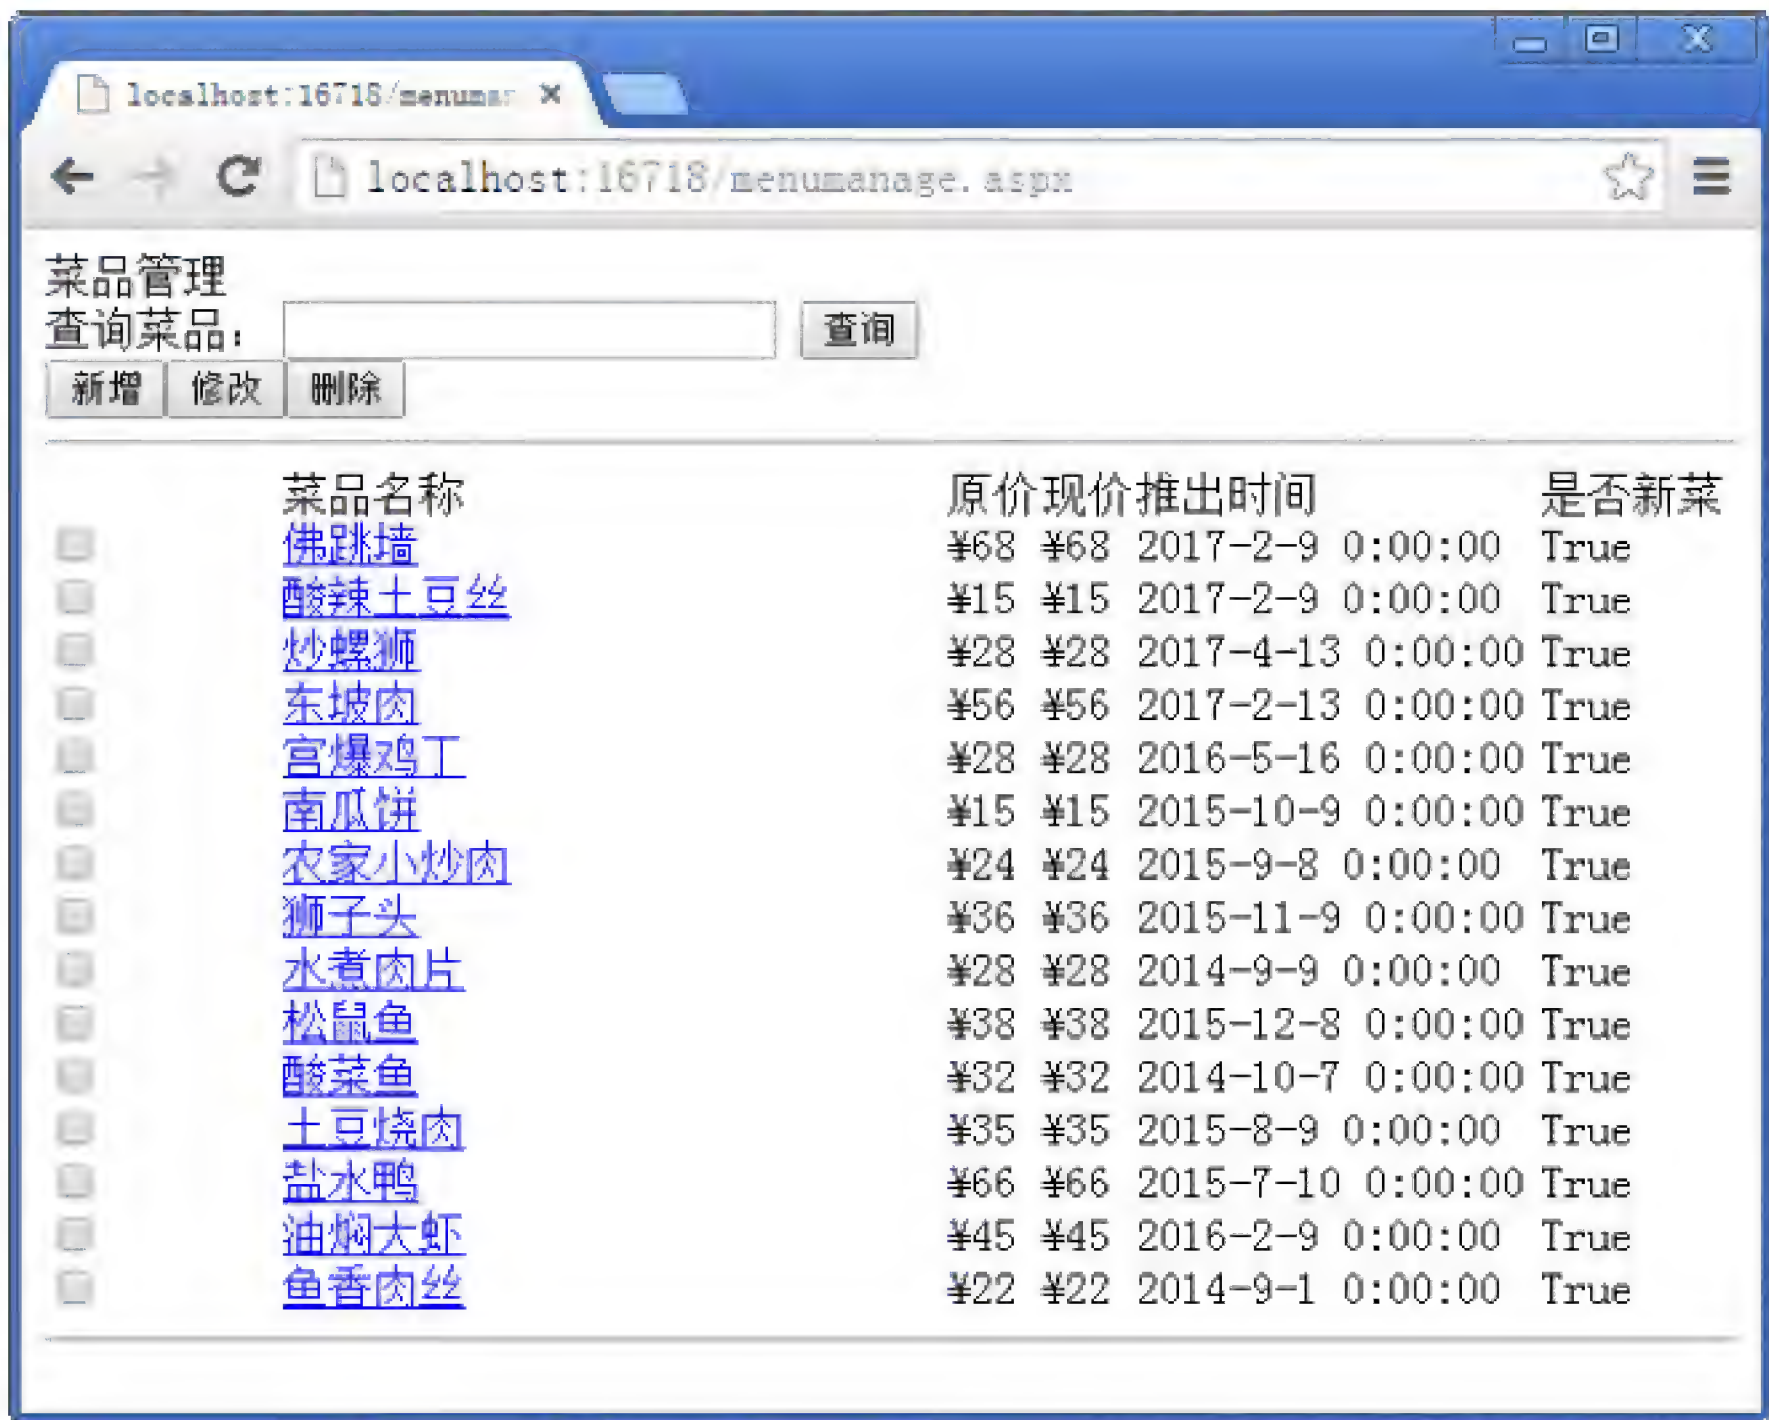 localhost:16718/menumar
localhost:16718/menumanage.aspx
菜品管理
查询菜品： 查询
新增 修改 删除
菜品名称 原价 现价 推出时间 是否新菜
佛跳墙 ¥68 ¥68 2017-2-9 0:00:00 True
酸辣土豆丝 ¥15 ¥15 2017-2-9 0:00:00 True
炒螺狮 ¥28 ¥28 2017-4-13 0:00:00 True
东坡肉 ¥56 ¥56 2017-2-13 0:00:00 True
宫爆鸡丁 ¥28 ¥28 2016-5-16 0:00:00 True
南瓜饼 ¥15 ¥15 2015-10-9 0:00:00 True
农家小炒肉 ¥24 ¥24 2015-9-8 0:00:00 True
狮子头 ¥36 ¥36 2015-11-9 0:00:00 True
水煮肉片 ¥28 ¥28 2014-9-9 0:00:00 True
松鼠鱼 ¥38 ¥38 2015-12-8 0:00:00 True
酸菜鱼 ¥32 ¥32 2014-10-7 0:00:00 True
土豆烧肉 ¥35 ¥35 2015-8-9 0:00:00 True
盐水鸭 ¥66 ¥66 2015-7-10 0:00:00 True
油焖大虾 ¥45 ¥45 2016-2-9 0:00:00 True
鱼香肉丝 ¥22 ¥22 2014-9-1 0:00:00 True